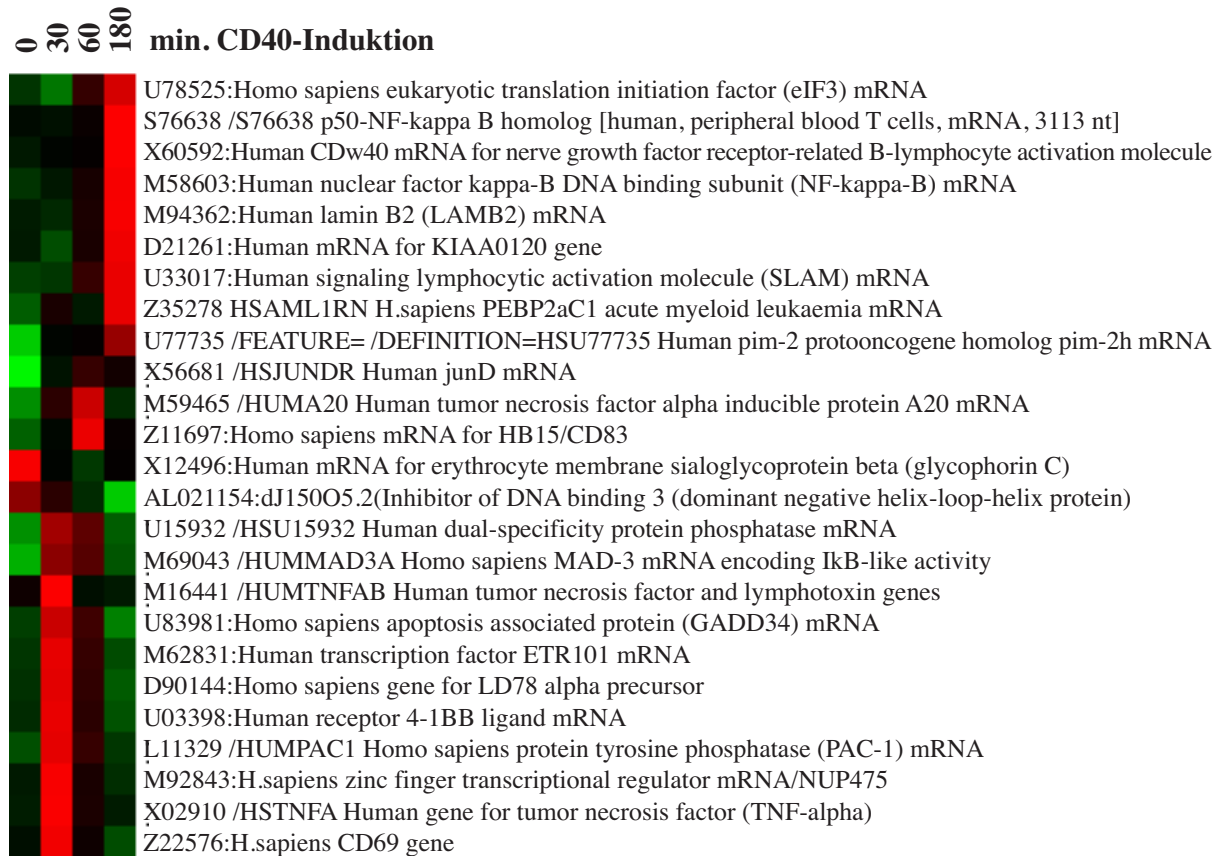 0 30 60 180 min. CD40-Induktion
U78525:Homo sapiens eukaryotic translation initiation factor (eIF3) mRNA
S76638 /S76638 p50-NF-kappa B homolog [human, peripheral blood T cells, mRNA, 3113 nt]
X60592:Human CDw40 mRNA for nerve growth factor receptor-related B-lymphocyte activation molecule
M58603:Human nuclear factor kappa-B DNA binding subunit (NF-kappa-B) mRNA
M94362:Human lamin B2 (LAMB2) mRNA
D21261:Human mRNA for KIAA0120 gene
U33017:Human signaling lymphocytic activation molecule (SLAM) mRNA
Z35278 HSAML1RN H.sapiens PEBP2aC1 acute myeloid leukaemia mRNA
U77735 /FEATURE= /DEFINITION=HSU77735 Human pim-2 protooncogene homolog pim-2h mRNA
X56681 /HSJUNDR Human junD mRNA
M59465 /HUMA20 Human tumor necrosis factor alpha inducible protein A20 mRNA
Z11697:Homo sapiens mRNA for HB15/CD83
X12496:Human mRNA for erythrocyte membrane sialoglycoprotein beta (glycophorin C)
AL021154:dJ150O5.2(Inhibitor of DNA binding 3 (dominant negative helix-loop-helix protein)
U15932 /HSU15932 Human dual-specificity protein phosphatase mRNA
M69043 /HUMMAD3A Homo sapiens MAD-3 mRNA encoding IkB-like activity
M16441 /HUMTNFAB Human tumor necrosis factor and lymphotoxin genes
U83981:Homo sapiens apoptosis associated protein (GADD34) mRNA
M62831:Human transcription factor ETR101 mRNA
D90144:Homo sapiens gene for LD78 alpha precursor
U03398:Human receptor 4-1BB ligand mRNA
L11329 /HUMPAC1 Homo sapiens protein tyrosine phosphatase (PAC-1) mRNA
M92843:H.sapiens zinc finger transcriptional regulator mRNA/NUP475
X02910 /HSTNFA Human gene for tumor necrosis factor (TNF-alpha)
Z22576:H.sapiens CD69 gene